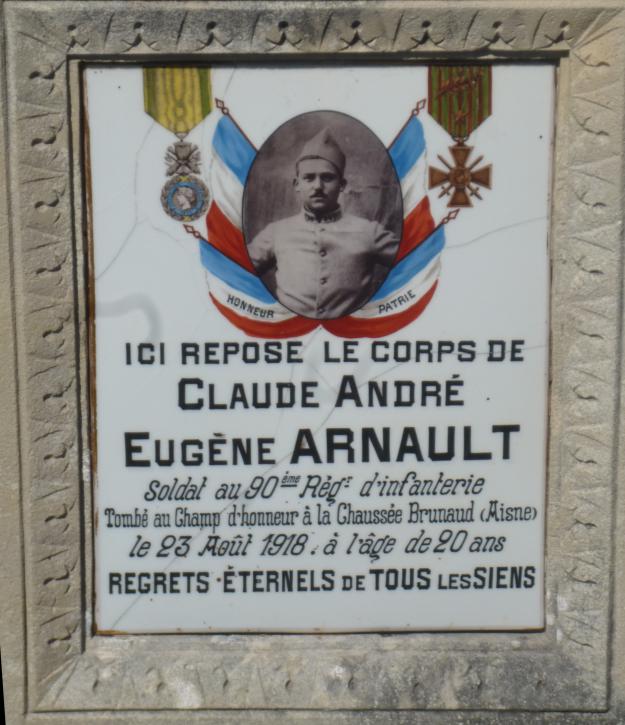 HONNEUR
PATRIE
ICI REPOSE LE CORPS DE
CLAUDE ANDRÉ
EUGÈNE ARNAULT
Soldat au 90ème Règt d'infanterie
Tombé au Champ d'honneur à la Chaussée Brunaud (Aisne)
le 23 Août 1918. à l'âge de 20 ans
REGRETS · ÉTERNELS DE TOUS LES SIENS